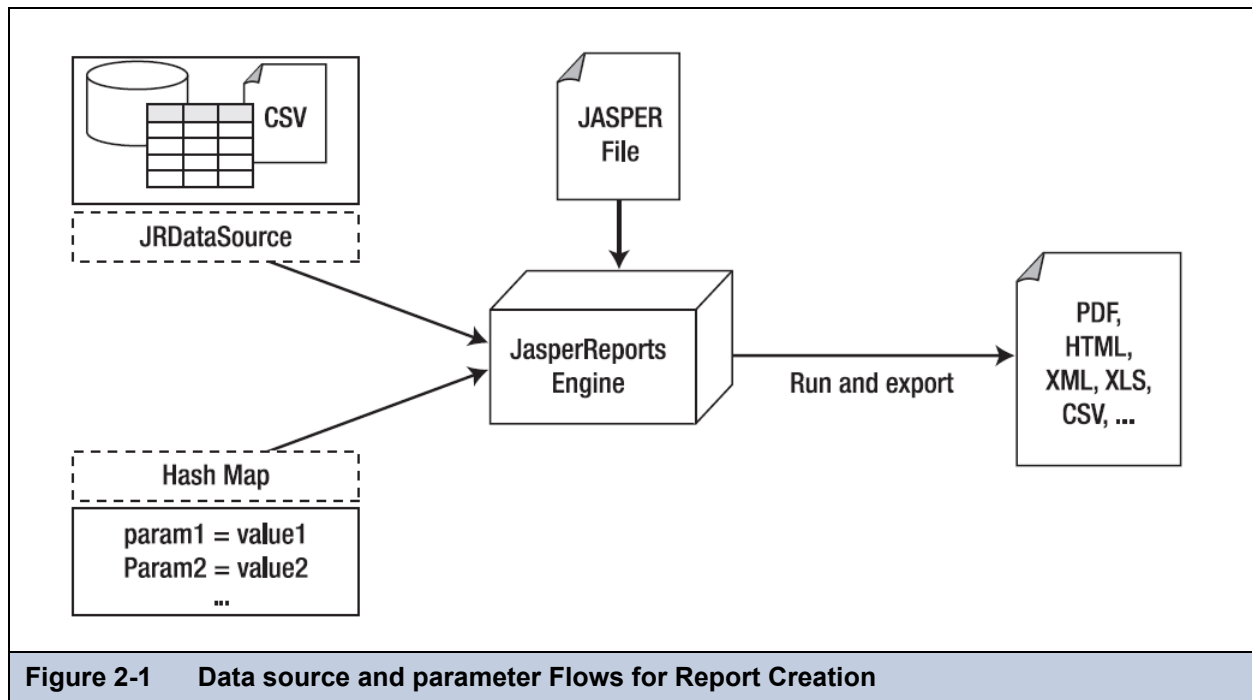 CSV
JRDataSource
JASPER
File
JasperReports
Engine
Run and export
PDF,
HTML,
XML, XLS,
CSV, ...
Hash Map
param1 = value1
Param2 = value2
...
Figure 2-1 Data source and parameter Flows for Report Creation